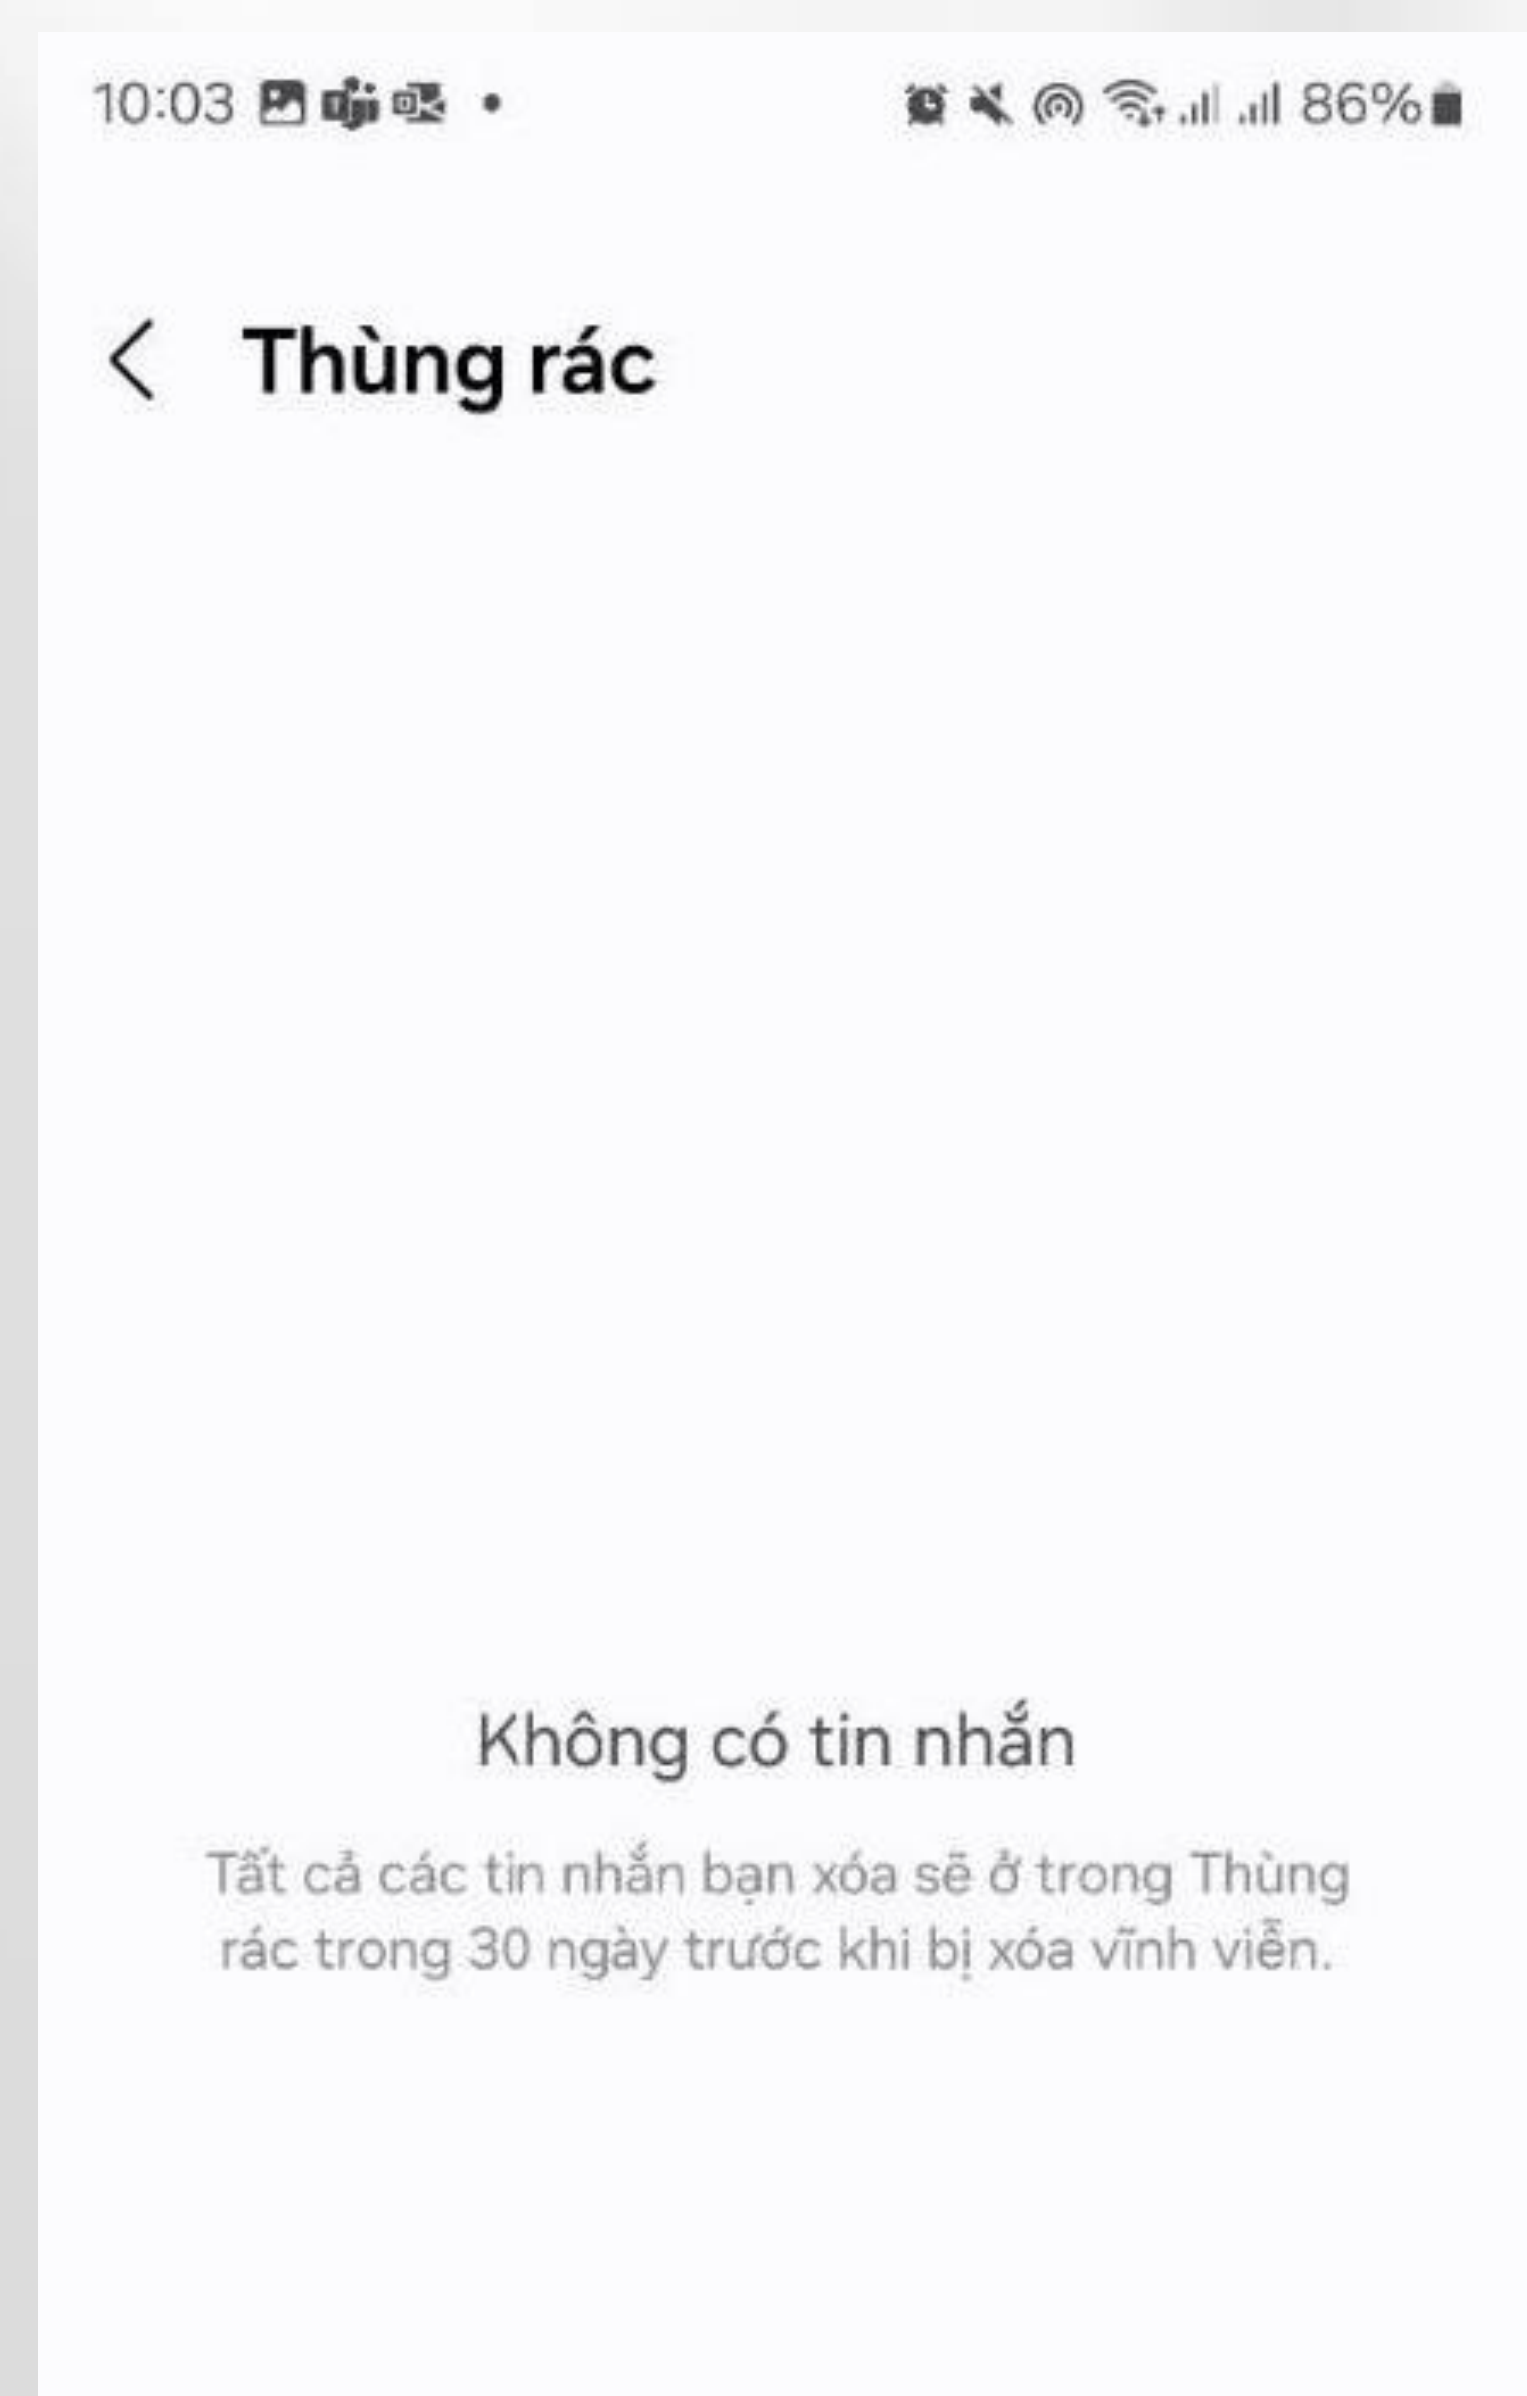 10:03 86%
Thùng rác
Không có tin nhắn
Tất cả các tin nhắn bạn xóa sẽ ở trong Thùng
rác trong 30 ngày trước khi bị xóa vĩnh viễn.